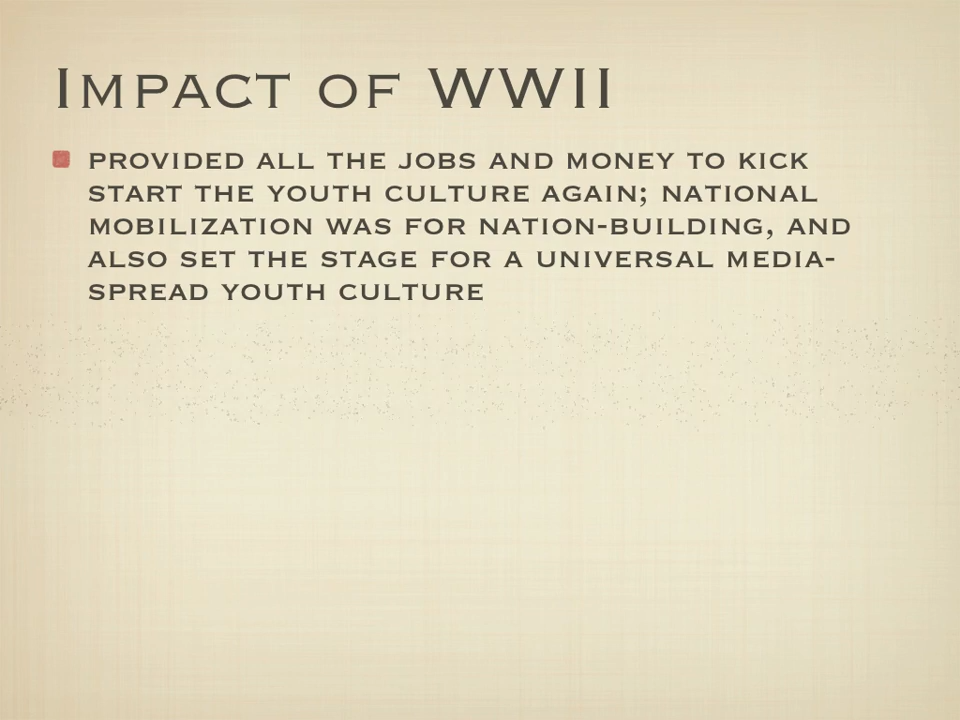 Impact of WWII
provided all the jobs and money to kick
start the youth culture again; national
mobilization was for nation-building, and
also set the stage for a universal media-
spread youth culture